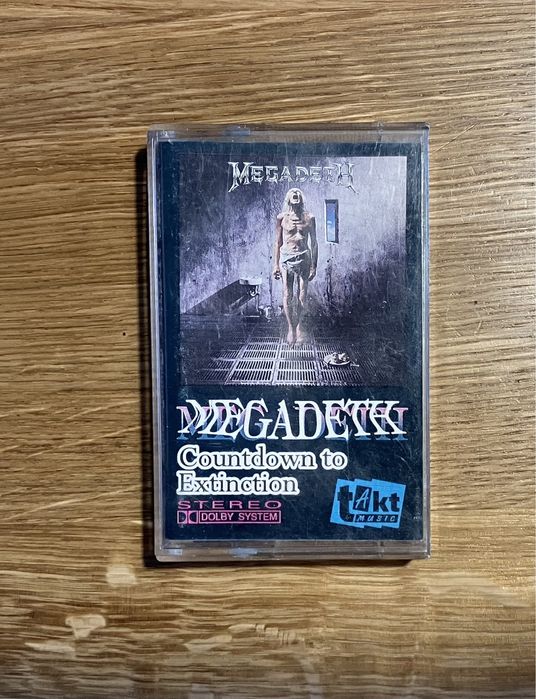 MEGADETH
MEGADETH
Countdown to
Extinction
STEREO
DOLBY SYSTEM
tAkt
& MUSIC